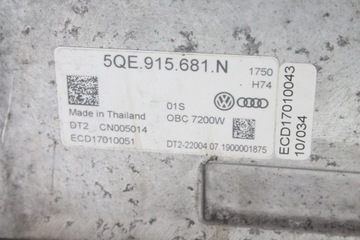 5QE.915.681.N
1750
H74
01S
Made in Thailand
OBC 7200W
DT2 CN005014
ECD17010051
DT2-22004.07.1900001875
ECD17010043
10/034